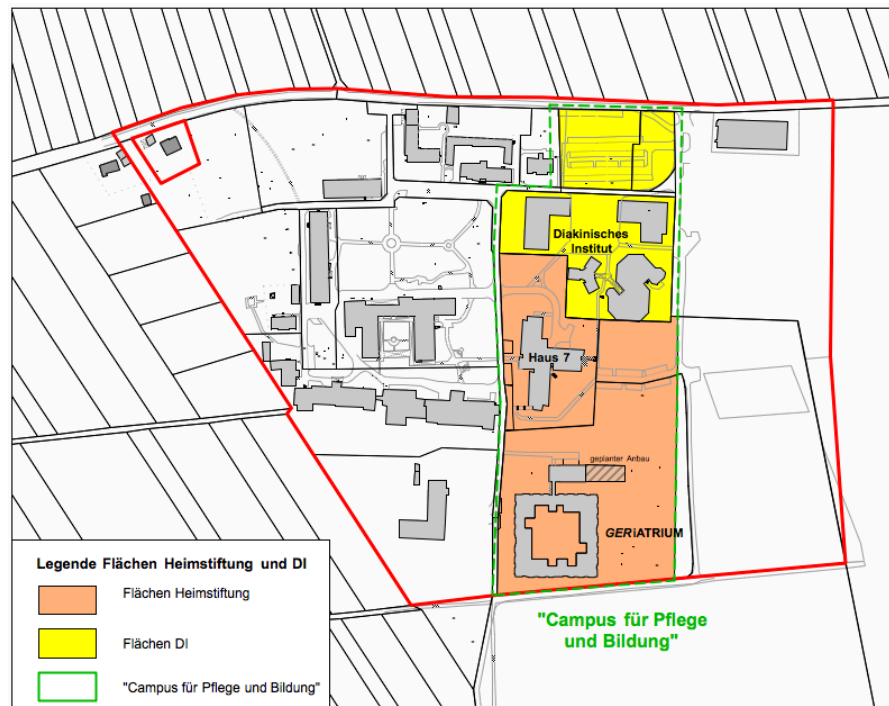 Diakinisches
Institut
Haus 7
geplanter Anbau
GERiATRIUM
"Campus für Pflege
und Bildung"
Legende Flächen Heimstiftung und DI
Flächen Heimstiftung
Flächen DI
"Campus für Pflege und Bildung"